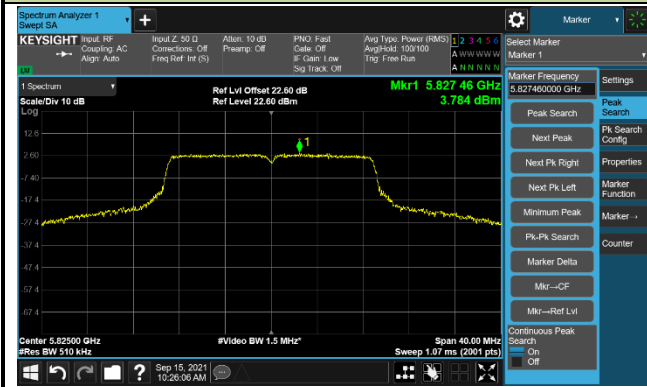 Spectrum Analyzer 1
Swept SA
Marker
KEYSIGHT
Input: RF
Coupling: AC
Align: Auto
Input Z: 50 Ω
Corrections: Off
Freq Ref: Int (S)
Atten: 10 dB
Preamp: Off
PNO: Fast
Gate: Off
IF Gain: Low
Sig Track: Off
Avg Type: Power (RMS)
Avg|Hold: 100/100
Trig: Free Run
1 2 3 4 5 6
A W W W W W
A N N N N N
Select Marker
Marker 1
1 Spectrum
Scale/Div 10 dB
Log
Ref Lvl Offset 22.60 dB
Ref Level 22.60 dBm
Mkr1 5.827 46 GHz
3.784 dBm
12.6
2.60
-7.40
-17.4
-27.4
-37.4
-47.4
-57.4
-67.4
1
Center 5.82500 GHz
#Res BW 510 kHz
#Video BW 1.5 MHz*
Span 40.00 MHz
Sweep 1.07 ms (2001 pts)
Marker Frequency
5.827460000 GHz
Peak Search
Next Peak
Next Pk Right
Next Pk Left
Minimum Peak
Pk-Pk Search
Marker Delta
Mkr→CF
Mkr→Ref Lvl
Continuous Peak
Search
On
Off
Settings
Peak
Search
Pk Search
Config
Properties
Marker
Function
Marker→
Counter
Sep 15, 2021
10:26:06 AM